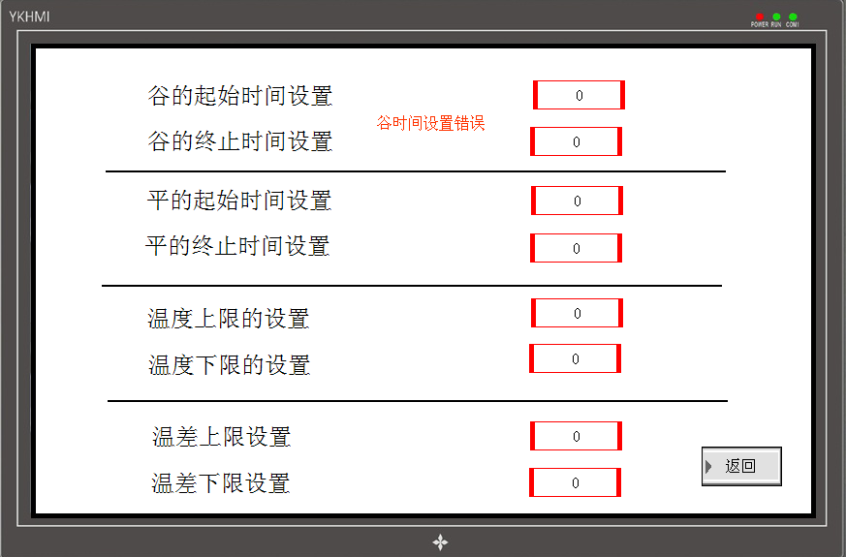 YKHMI
POWER RUN COM1
谷的起始时间设置 0
谷时间设置错误
谷的终止时间设置 0
平的起始时间设置 0
平的终止时间设置 0
温度上限的设置 0
温度下限的设置 0
温差上限设置 0
返回
温差下限设置 0